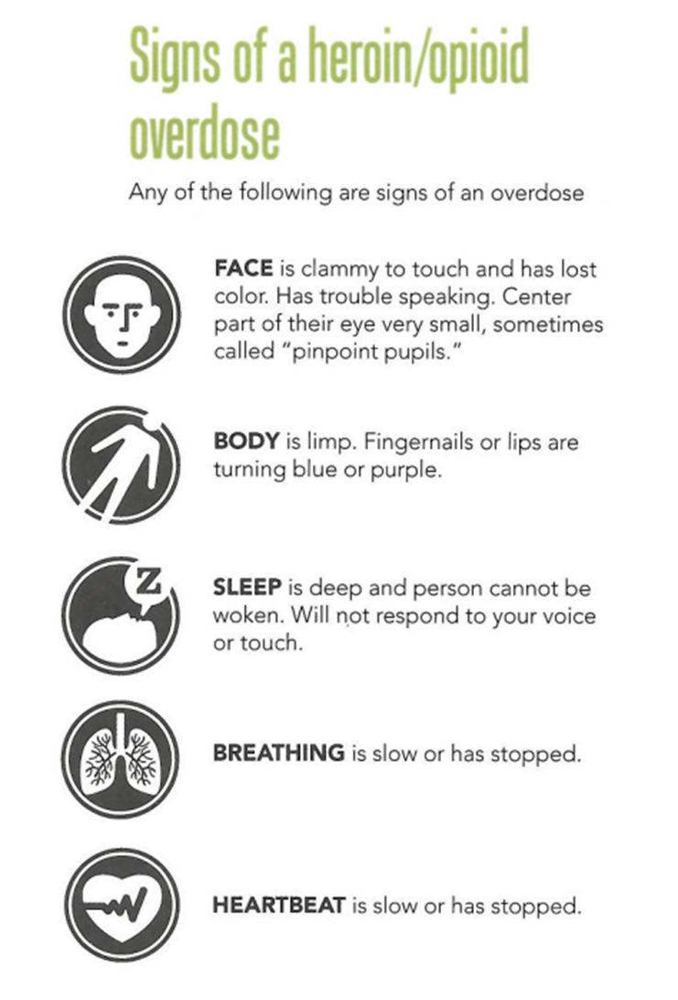 Signs of a heroin/opioid
overdose
Any of the following are signs of an overdose
FACE is clammy to touch and has lost
color. Has trouble speaking. Center
part of their eye very small, sometimes
called “pinpoint pupils.”
BODY is limp. Fingernails or lips are
turning blue or purple.
Z
SLEEP is deep and person cannot be
woken. Will not respond to your voice
or touch.
BREATHING is slow or has stopped.
HEARTBEAT is slow or has stopped.